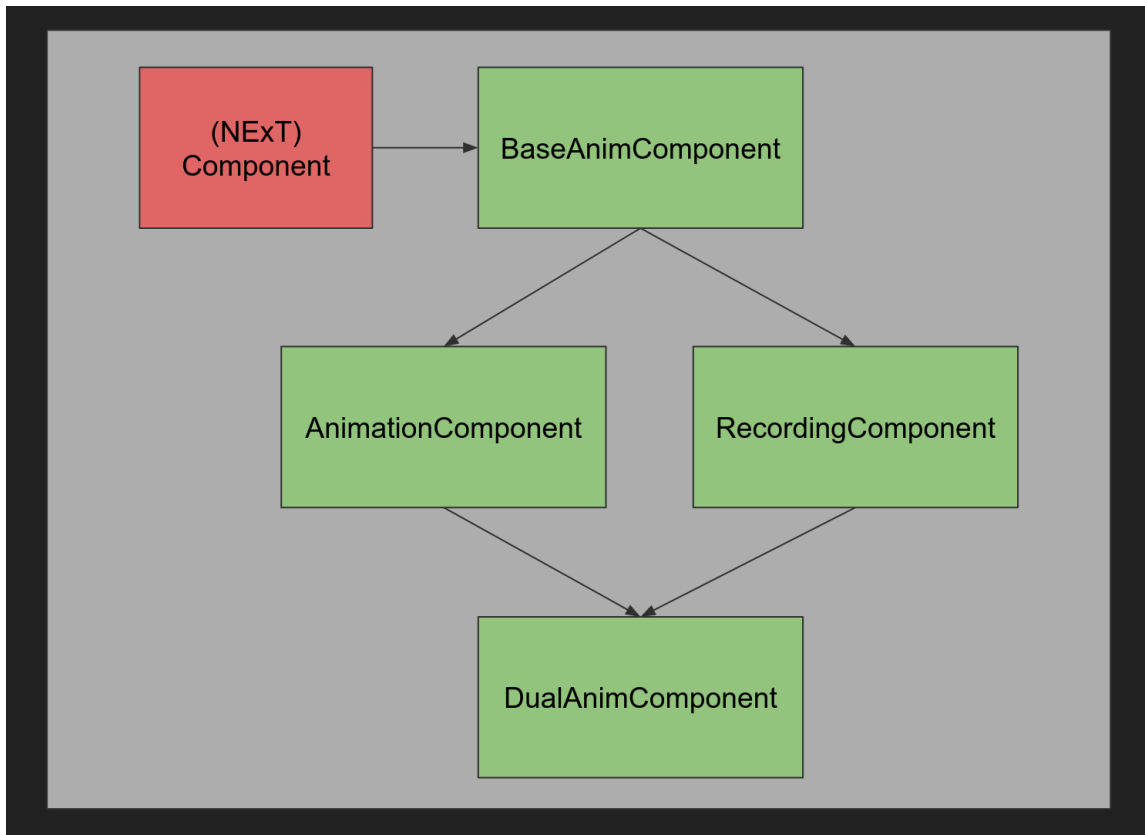 (NExT)
Component
BaseAnimComponent
AnimationComponent
RecordingComponent
DualAnimComponent